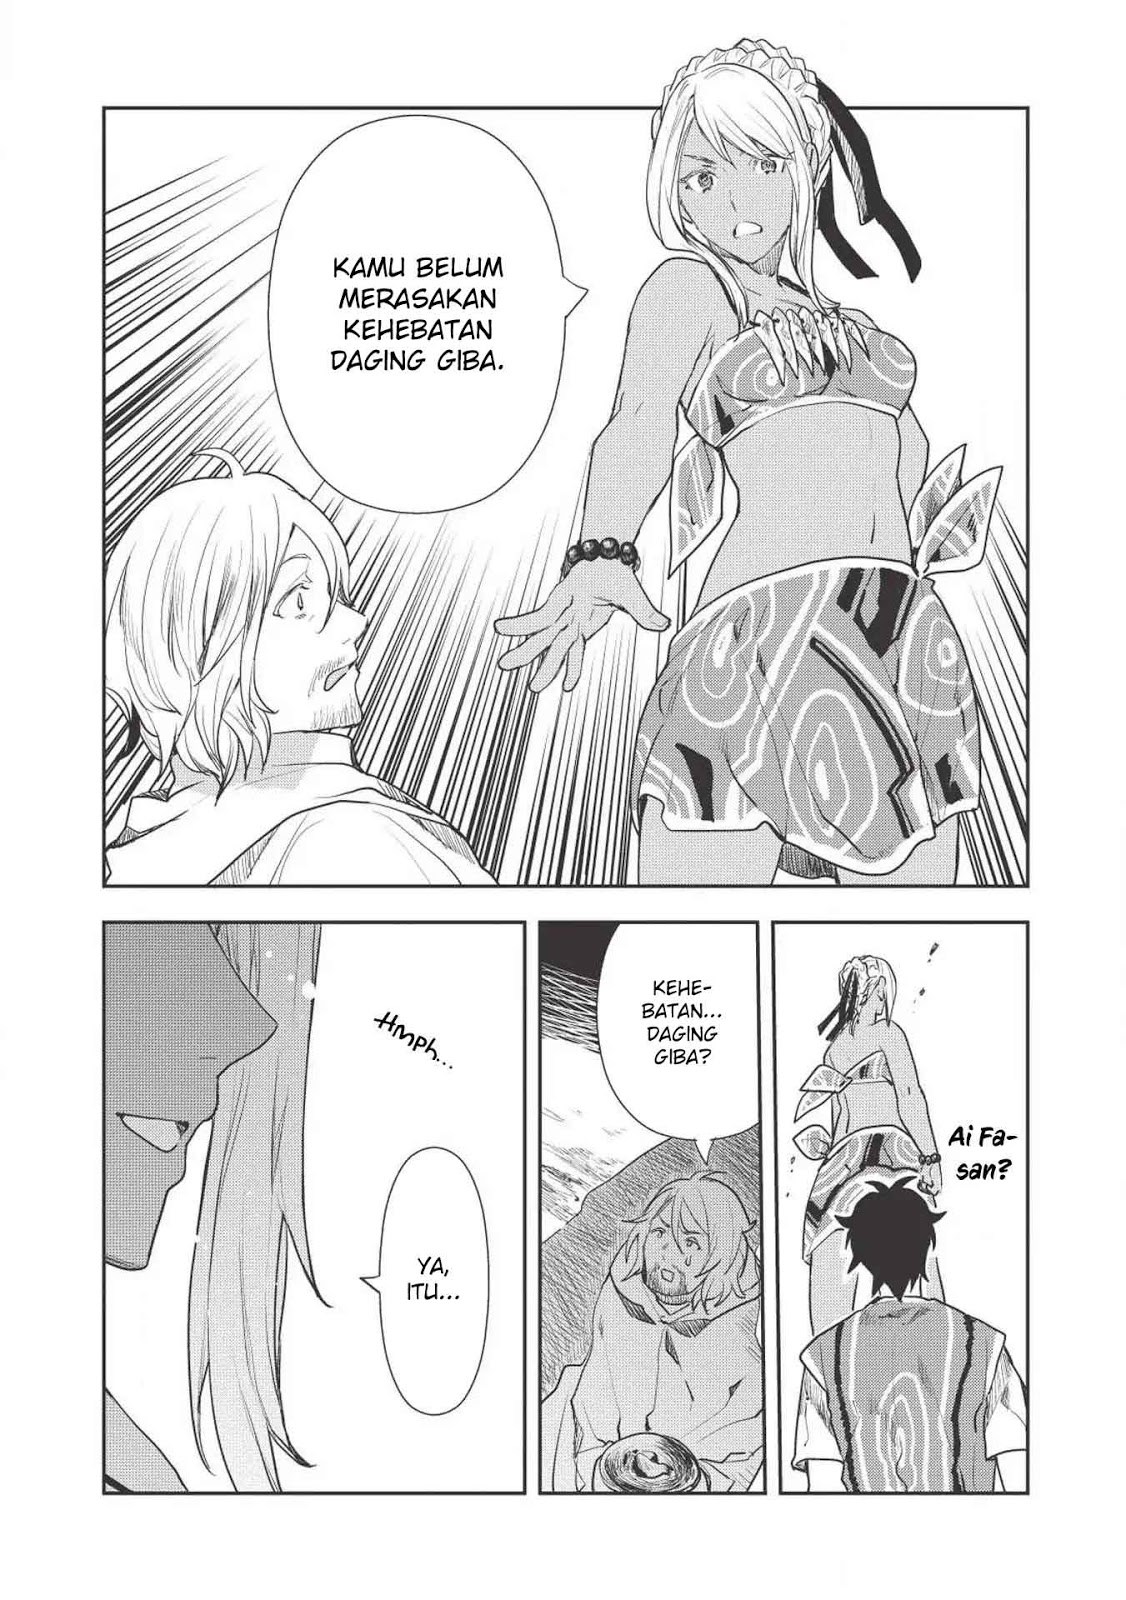 KAMU BELUM
MERASAKAN
KEHEBATAN
DAGING GIBA.
Ai Fa-
san?
KEHE-
BATAN...
DAGING
GIBA?
Hmph...
YA,
ITU...